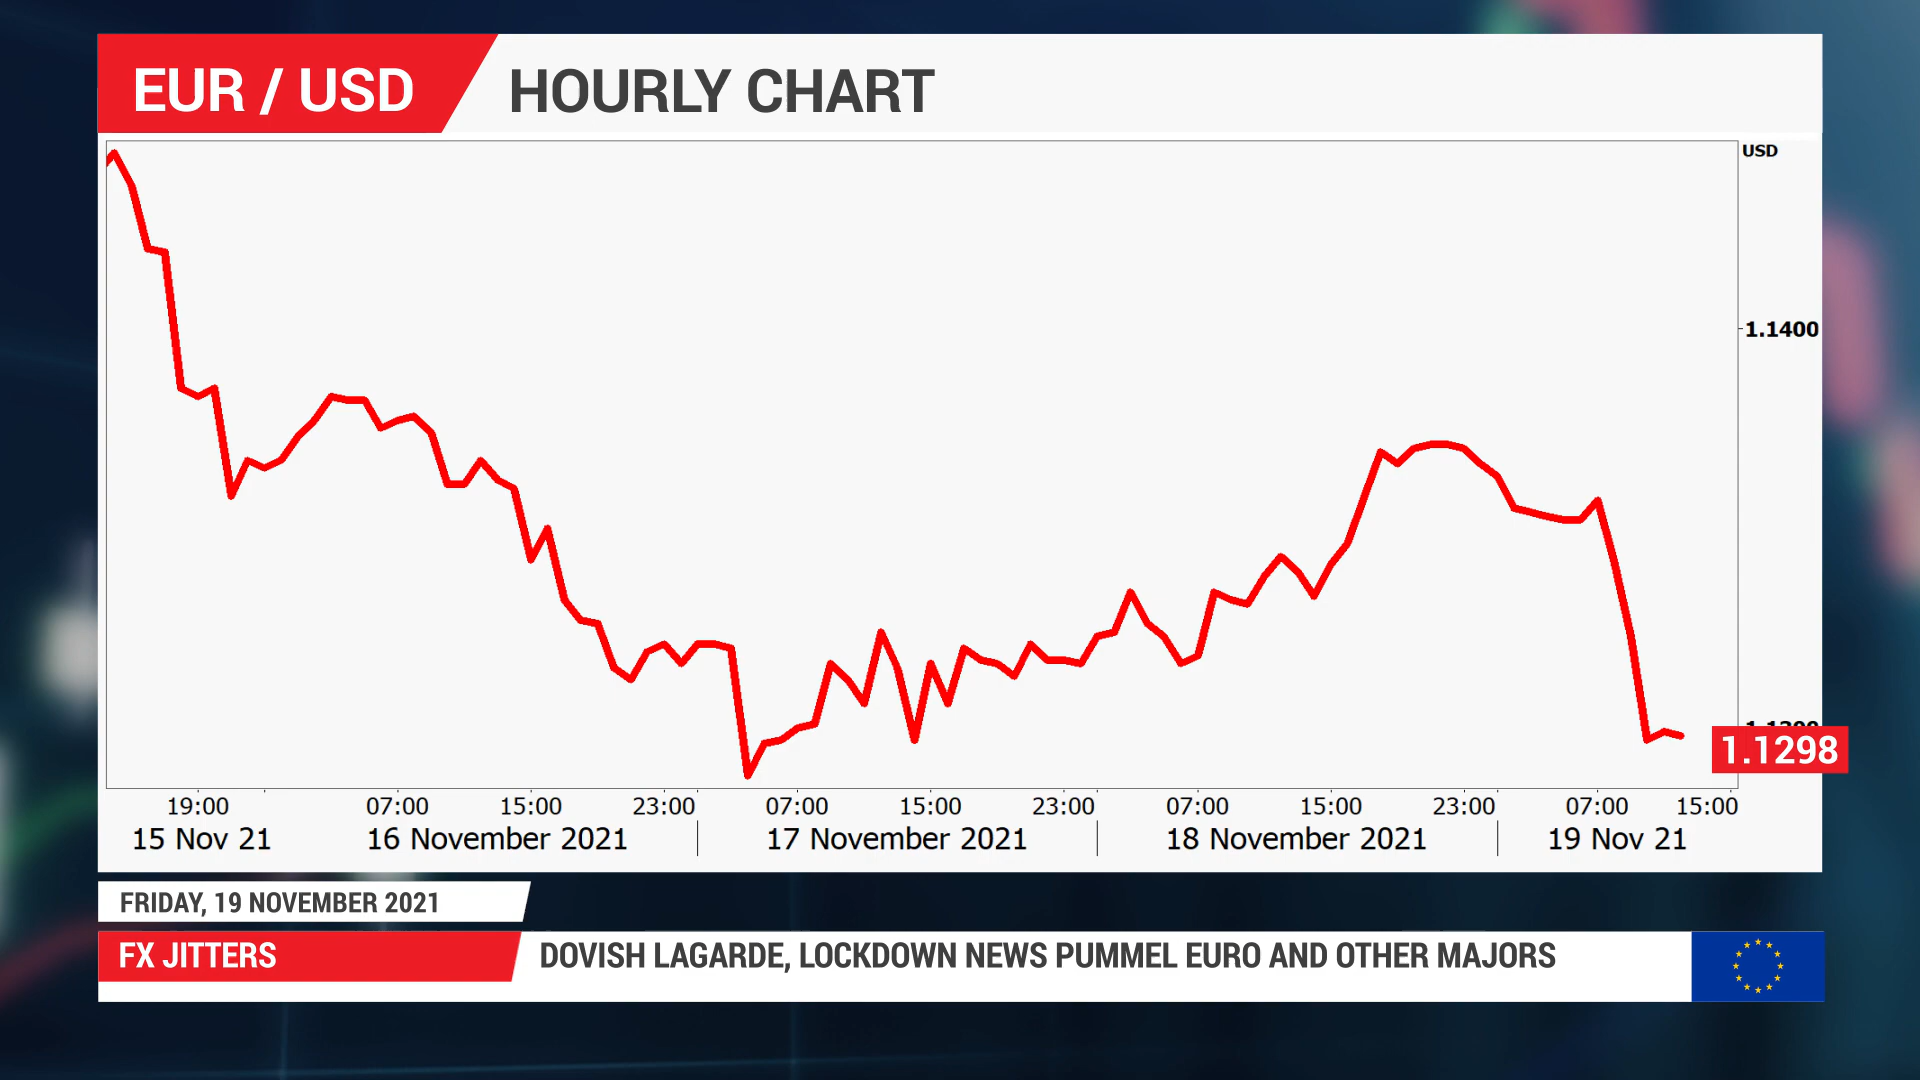 EUR / USD
HOURLY CHART
USD
1.1400
1.1298
19:00 07:00 15:00 23:00 07:00 15:00 23:00 07:00 15:00 23:00 07:00 15:00
15 Nov 21 16 November 2021 17 November 2021 18 November 2021 19 Nov 21
FRIDAY, 19 NOVEMBER 2021
FX JITTERS
DOVISH LAGARDE, LOCKDOWN NEWS PUMMEL EURO AND OTHER MAJORS